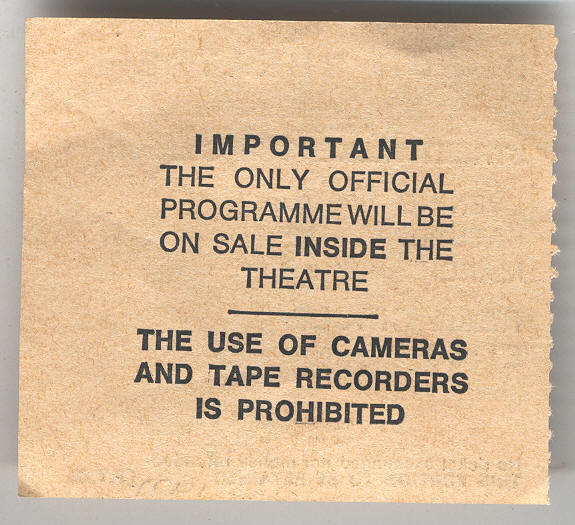 IMPORTANT
THE ONLY OFFICIAL
PROGRAMME WILL BE
ON SALE INSIDE THE
THEATRE
THE USE OF CAMERAS
AND TAPE RECORDERS
IS PROHIBITED